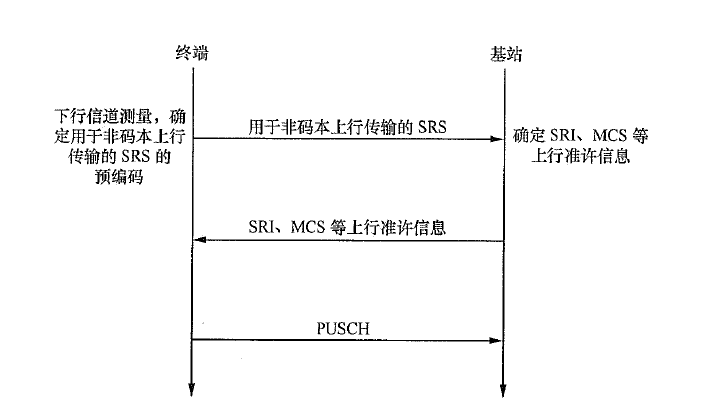 终端
基站
下行信道测量，确
定用于非码本上行
传输的 SRS 的
预编码
用于非码本上行传输的 SRS
确定 SRI、MCS 等
上行准许信息
SRI、MCS 等上行准许信息
PUSCH